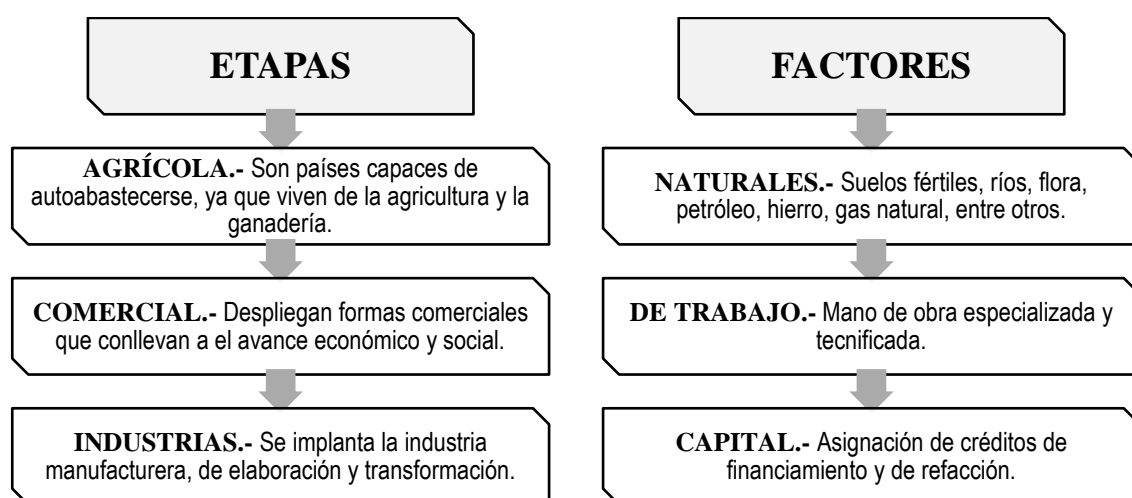 ETAPAS
AGRÍCOLA.- Son países capaces de
autoabastecerse, ya que viven de la agricultura y la
ganadería.
COMERCIAL.- Despliegan formas comerciales
que conllevan a el avance económico y social.
INDUSTRIAS.- Se implanta la industria
manufacturera, de elaboración y transformación.
FACTORES
NATURALES.- Suelos fértiles, ríos, flora,
petróleo, hierro, gas natural, entre otros.
DE TRABAJO.- Mano de obra especializada y
tecnificada.
CAPITAL.- Asignación de créditos de
financiamiento y de refacción.